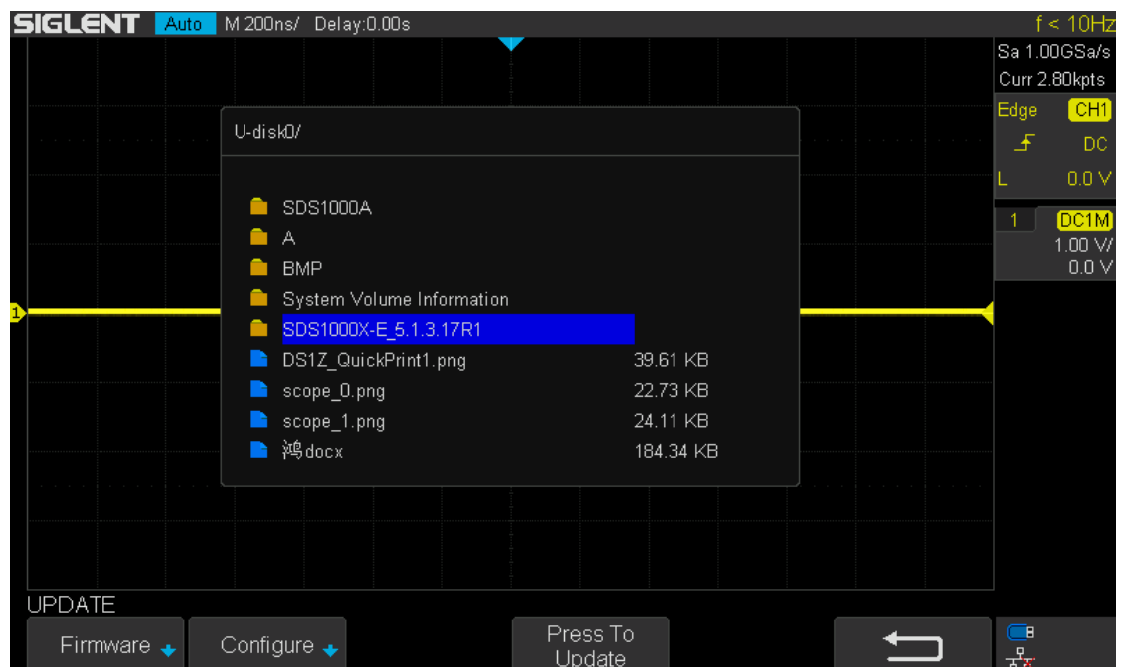 SIGLENT Auto M 200ns/ Delay:0.00s f < 10Hz
Sa 1.00GSa/s
Curr 2.80kpts
Edge CH1
DC
L 0.0 V
1 DC1M
1.00 V/
0.0 V
U-disk0/
SDS1000A
A
BMP
System Volume Information
SDS1000X-E_5.1.3.17R1
DS1Z_QuickPrint1.png 39.61 KB
scope_0.png 22.73 KB
scope_1.png 24.11 KB
鸿docx 184.34 KB
1
UPDATE
Firmware
Configure
Press To
Update